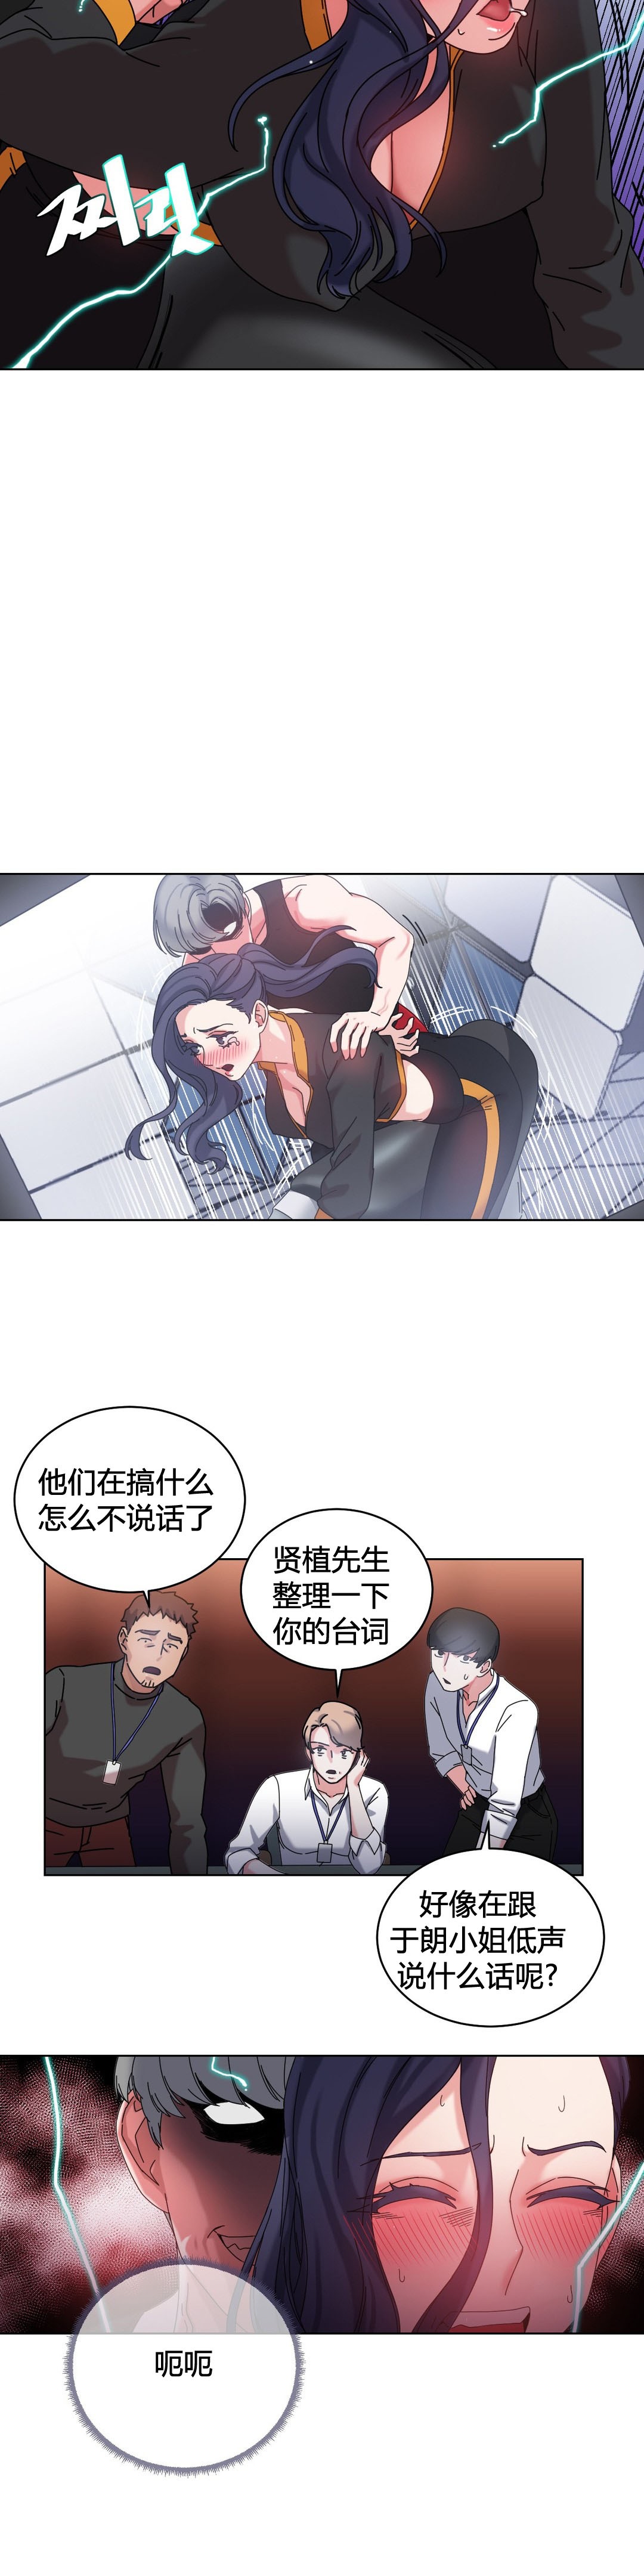 찌릿
他们在搞什么
怎么不说话了
贤植先生
整理一下
你的台词
好像在跟
于朗小姐低声
说什么话呢?
呃呃